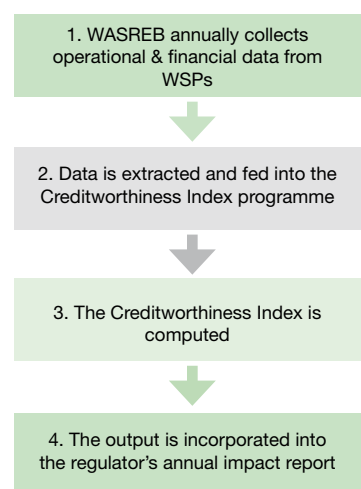 1. WASREB annually collects
operational & financial data from
WSPs
2. Data is extracted and fed into the
Creditworthiness Index programme
3. The Creditworthiness Index is
computed
4. The output is incorporated into
the regulator's annual impact report